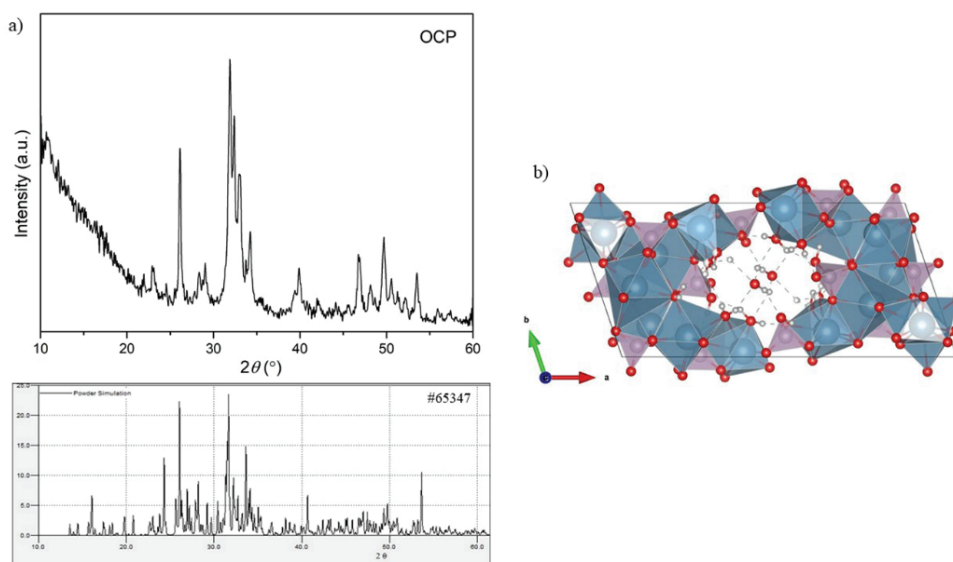 a)
OCP
Intensity (a.u.)
10 20 30 40 50 60
2θ (°)
25.0
20.0
15.0
10.0
5.0
0.0
Powder Simulation
#65347
10.0 20.0 30.0 40.0 50.0 60.0
2 θ
b)
b
a